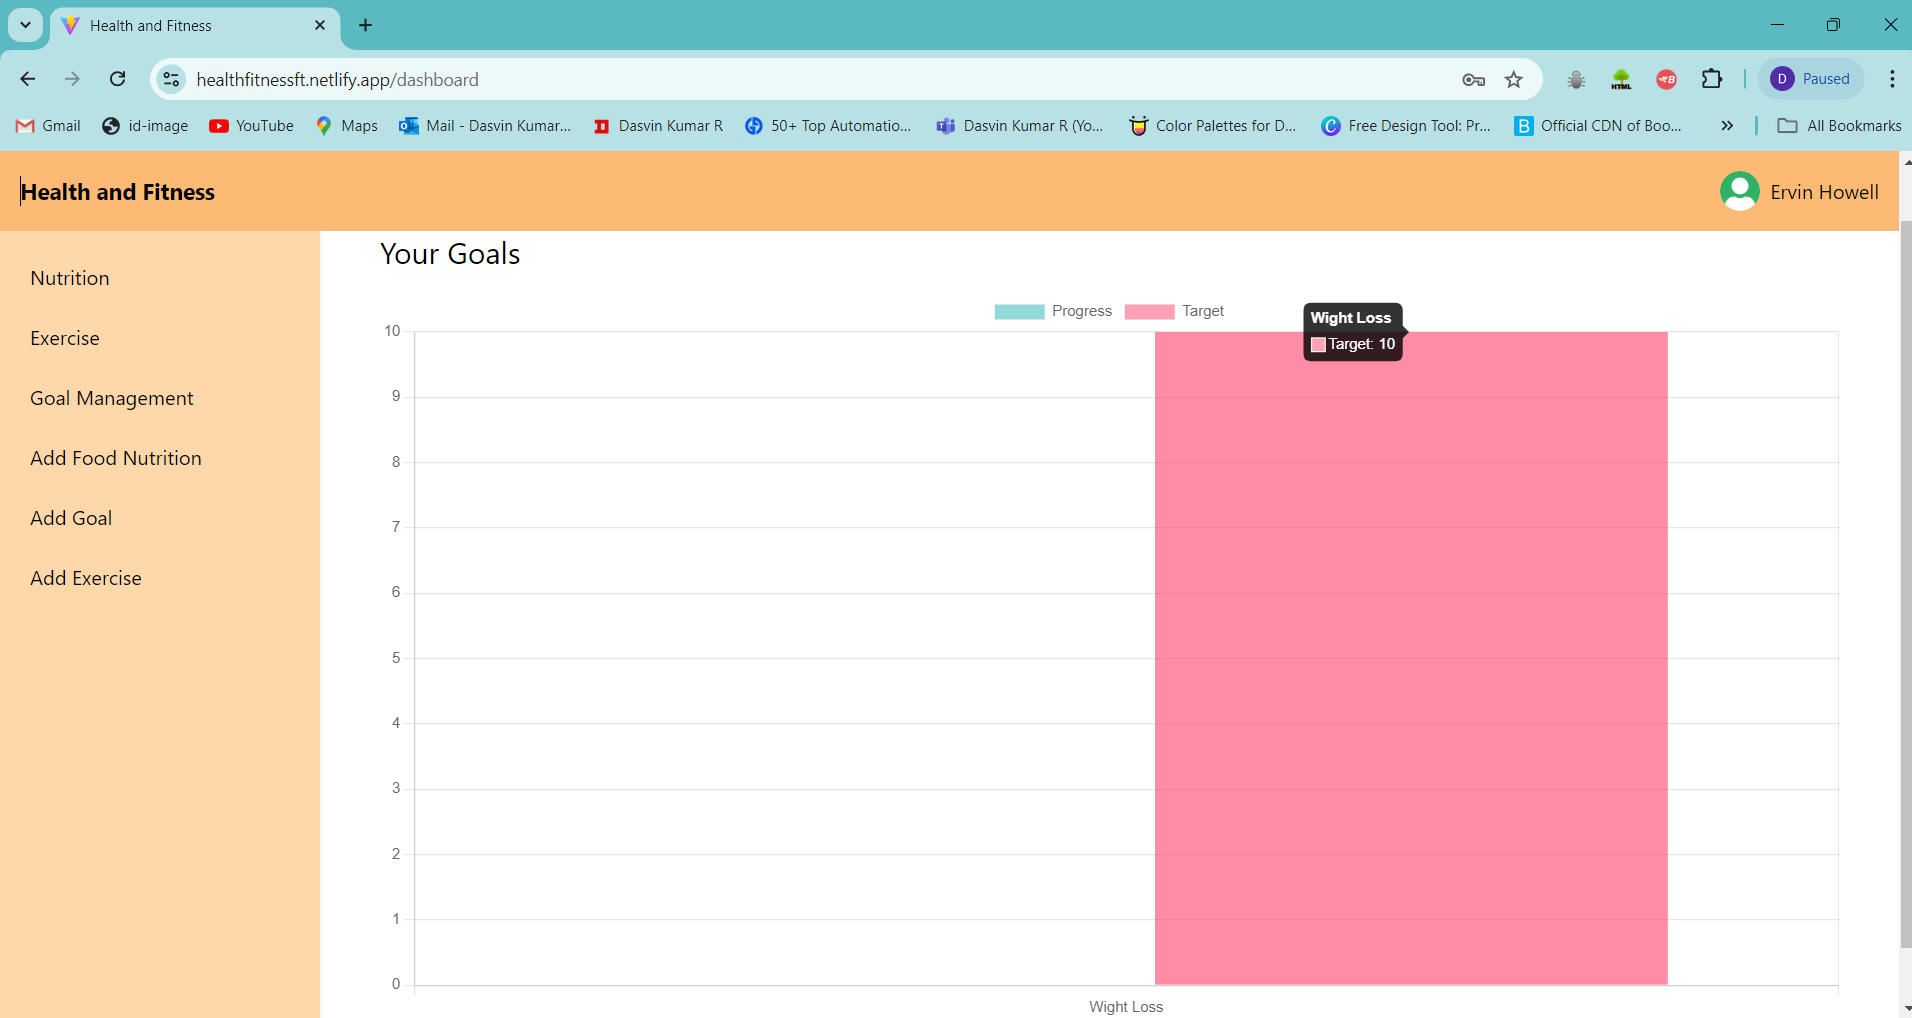 Health and Fitness
healthfitnessft.netlify.app/dashboard
D Paused
Gmail id-image YouTube Maps Mail - Dasvin Kumar... Dasvin Kumar R 50+ Top Automatio... Dasvin Kumar R (Yo... Color Palettes for D... Free Design Tool: Pr... Official CDN of Boo... All Bookmarks
Health and Fitness
Ervin Howell
Nutrition
Exercise
Goal Management
Add Food Nutrition
Add Goal
Add Exercise
Your Goals
Progress Target
Wight Loss
Target: 10
10
9
8
7
6
5
4
3
2
1
0
Wight Loss